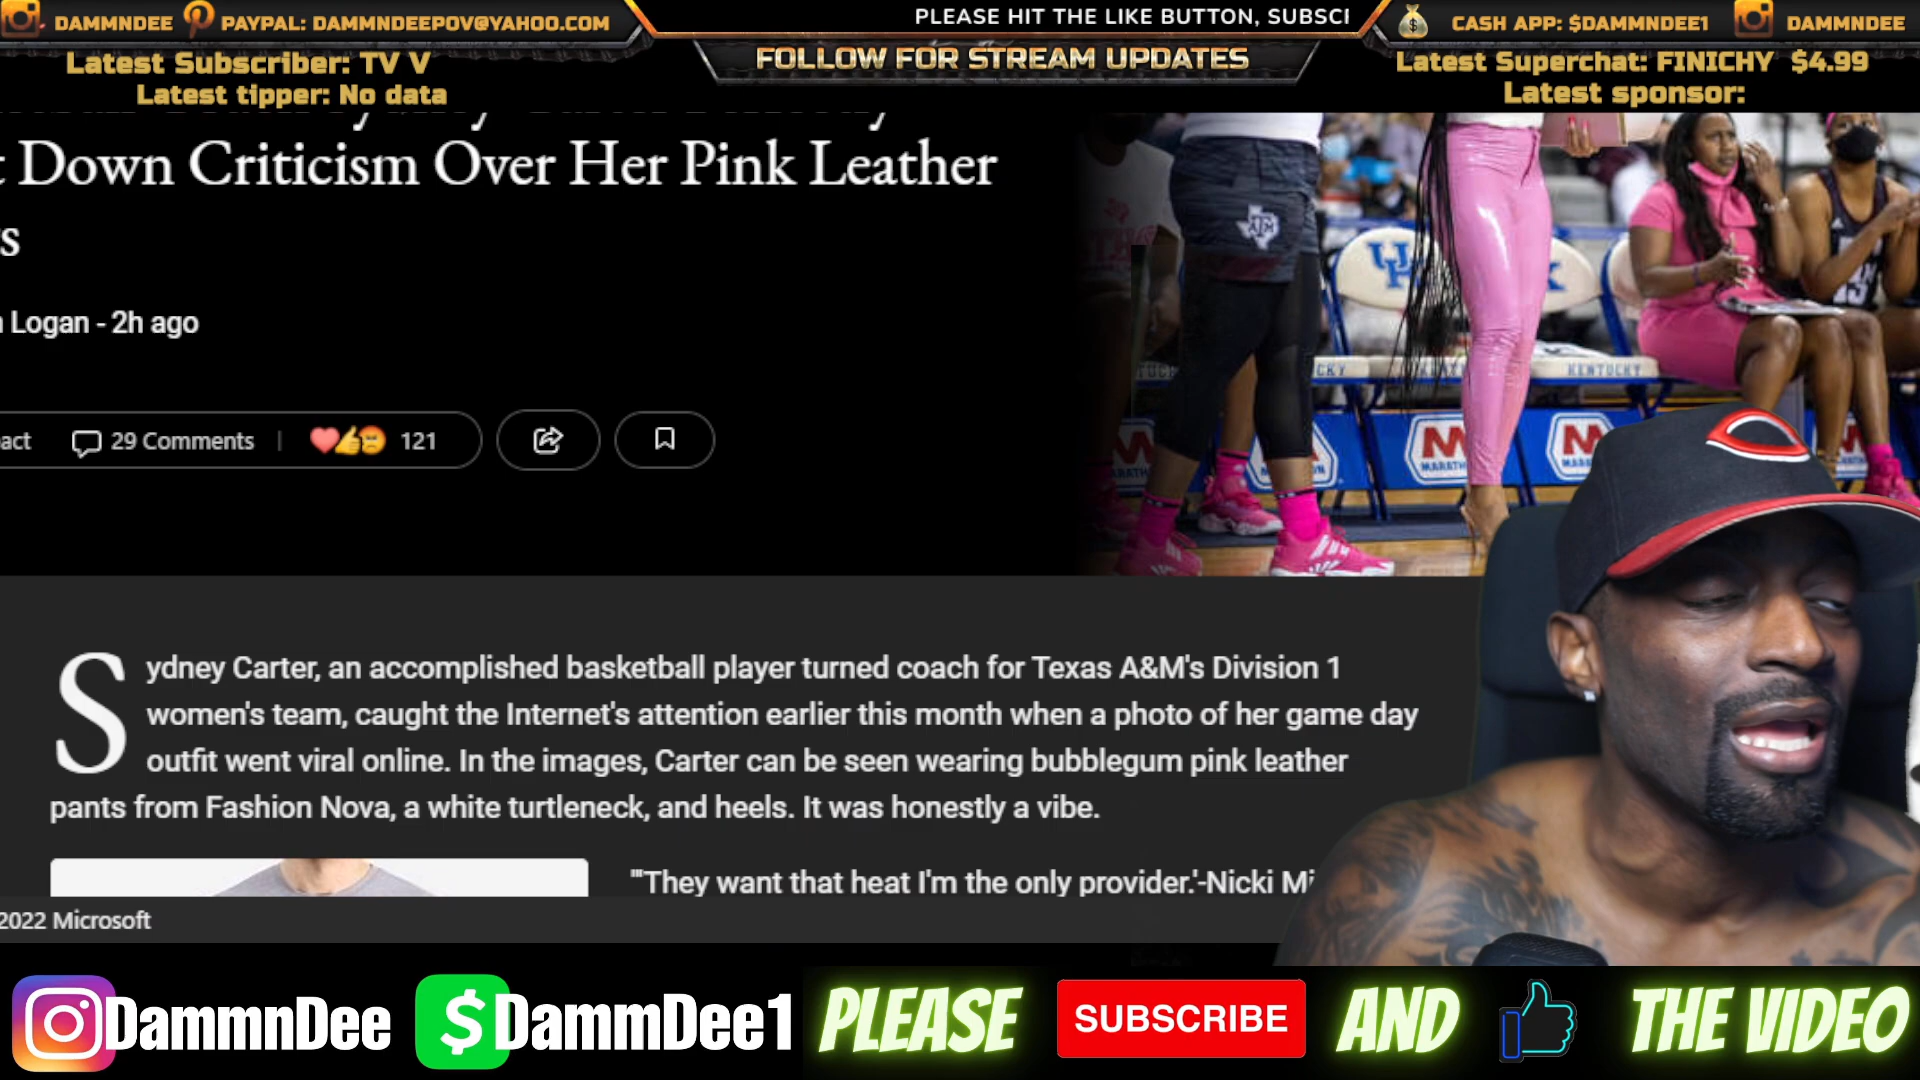 DAMMNDEE PAYPAL: DAMMNDEEPOV@YAHOO.COM
PLEASE HIT THE LIKE BUTTON, SUBSCI
CASH APP: $DAMMNDEE1 DAMMNDEE
Latest Subscriber: TV V
Latest tipper: No data
FOLLOW FOR STREAM UPDATES
Latest Superchat: FINICHY $4.99
Latest sponsor:
t Down Criticism Over Her Pink Leather
s
n Logan - 2h ago
act 29 Comments | 121
ATM
UK
K
CKY
KENTUCKY
M
MARATH
M
Sydney Carter, an accomplished basketball player turned coach for Texas A&M's Division 1
women's team, caught the Internet's attention earlier this month when a photo of her game day
outfit went viral online. In the images, Carter can be seen wearing bubblegum pink leather
pants from Fashion Nova, a white turtleneck, and heels. It was honestly a vibe.
"'They want that heat I'm the only provider.'-Nicki Mi
2022 Microsoft
DammnDee $ DammDee1 PLEASE SUBSCRIBE AND THE VIDEO